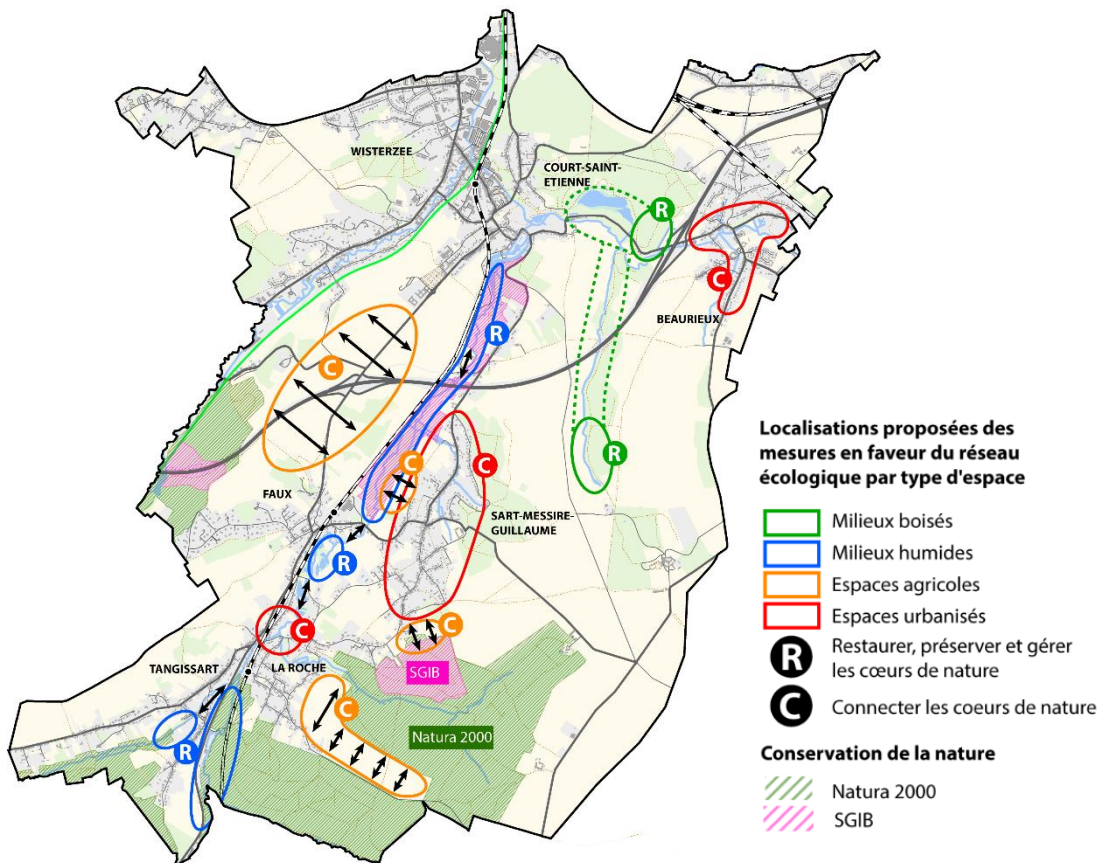 WISTERZEE
COURT-SAINT-
ETIENNE
R
C
BEAURIEUX
R
C
R
C
C
FAUX
SART-MESSIRE-
GUILLAUME
R
C
C
TANGISSART
LA ROCHE
SGIB
C
Natura 2000
R
Localisations proposées des
mesures en faveur du réseau
écologique par type d'espace
Milieux boisés
Milieux humides
Espaces agricoles
Espaces urbanisés
R Restaurer, préserver et gérer
les cœurs de nature
C Connecter les coeurs de nature
Conservation de la nature
Natura 2000
SGIB